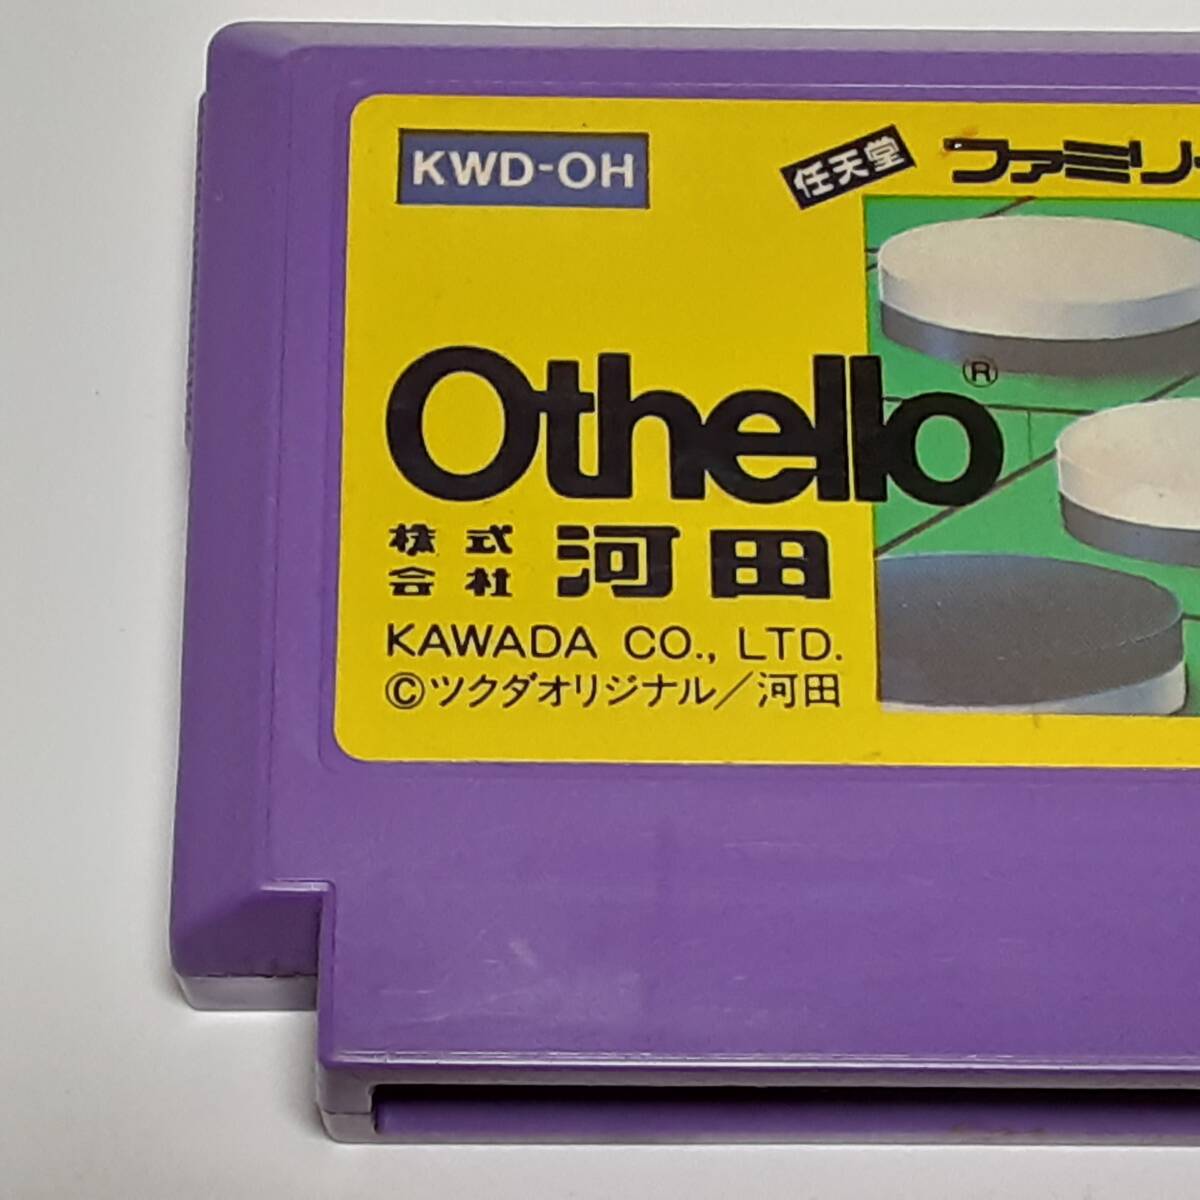 KWD-OH
任天堂 ファミリー
Othello®
株式会社 河田
KAWADA CO., LTD.
©ツクダオリジナル／河田